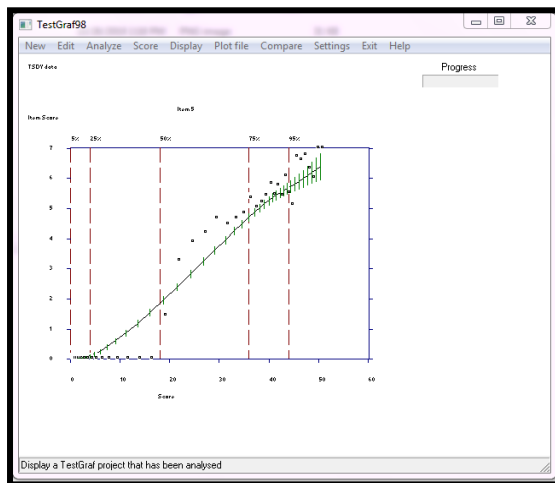 TestGraf98
New Edit Analyze Score Display Plot file Compare Settings Exit Help
TSDY data
Progress
Item 5
Item Score
5% 25% 50% 75% 95%
7
6
5
4
3
2
1
0
0 10 20 30 40 50 60
Score
Display a TestGraf project that has been analysed